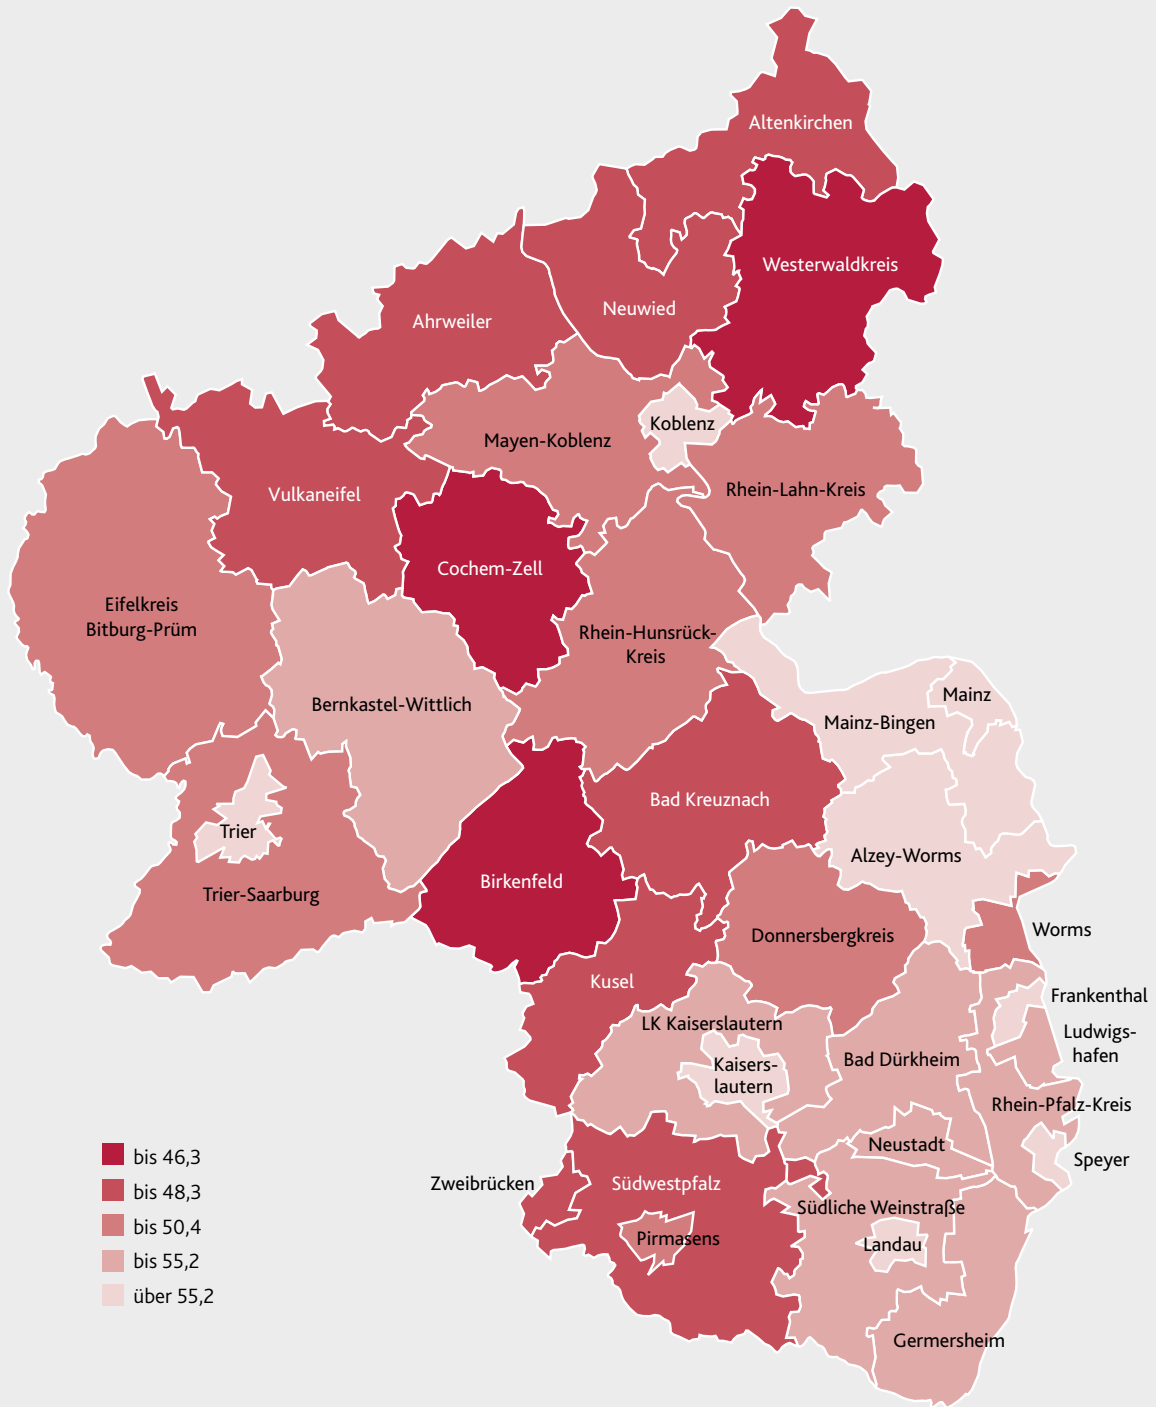 Altenkirchen
Westerwaldkreis
Neuwied
Ahrweiler
Koblenz
Mayen-Koblenz
Rhein-Lahn-Kreis
Vulkaneifel
Cochem-Zell
Eifelkreis
Bitburg-Prüm
Rhein-Hunsrück-
Kreis
Mainz
Bernkastel-Wittlich
Mainz-Bingen
Bad Kreuznach
Trier
Alzey-Worms
Birkenfeld
Trier-Saarburg
Worms
Donnersbergkreis
Kusel
Frankenthal
LK Kaiserslautern
Ludwigs-
hafen
Bad Dürkheim
Kaisers-
lautern
Rhein-Pfalz-Kreis
Neustadt
Speyer
Zweibrücken
Südwestpfalz
Südliche Weinstraße
Pirmasens
Landau
Germersheim
bis 46,3
bis 48,3
bis 50,4
bis 55,2
über 55,2